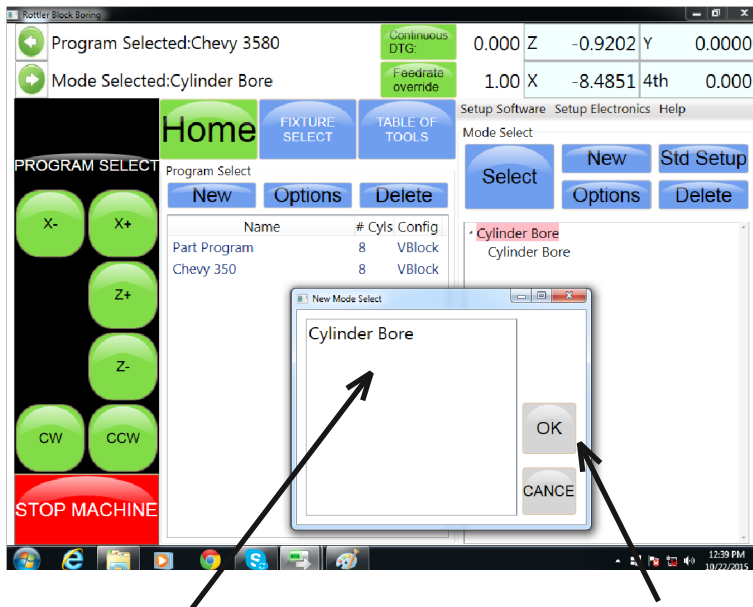 Rottler Block Boring
Program Selected:Chevy 3580
Continuous DTG:
0.000 Z -0.9202 Y 0.0000
Mode Selected:Cylinder Bore
Feedrate override
1.00 X -8.4851 4th 0.000
Setup Software Setup Electronics Help
Home
FIXTURE SELECT
TABLE OF TOOLS
Mode Select
Select
New
Std Setup
Options
Delete
PROGRAM SELECT
Program Select
New Options Delete
Name # Cyls Config
Part Program 8 VBlock
Chevy 350 8 VBlock
Cylinder Bore
Cylinder Bore
X- X+
Z+
Z-
CW CCW
STOP MACHINE
New Mode Select
Cylinder Bore
OK
CANCE
12:39 PM
10/22/2015